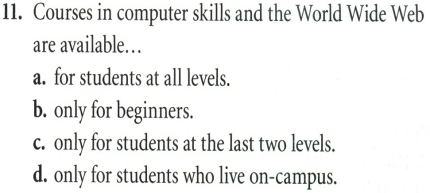 11. Courses in computer skills and the World Wide Web
are available...
a. for students at all levels.
b. only for beginners.
c. only for students at the last two levels.
d. only for students who live on-campus.